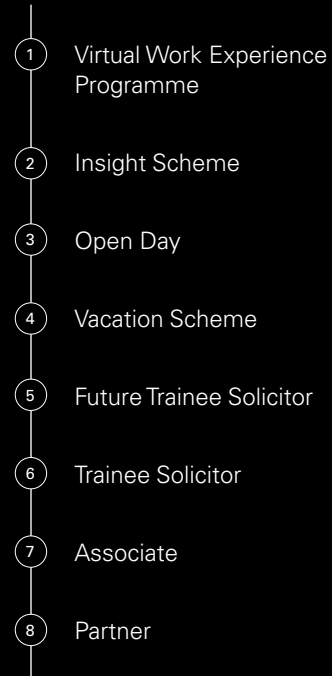 1 Virtual Work Experience
Programme
2 Insight Scheme
3 Open Day
4 Vacation Scheme
5 Future Trainee Solicitor
6 Trainee Solicitor
7 Associate
8 Partner